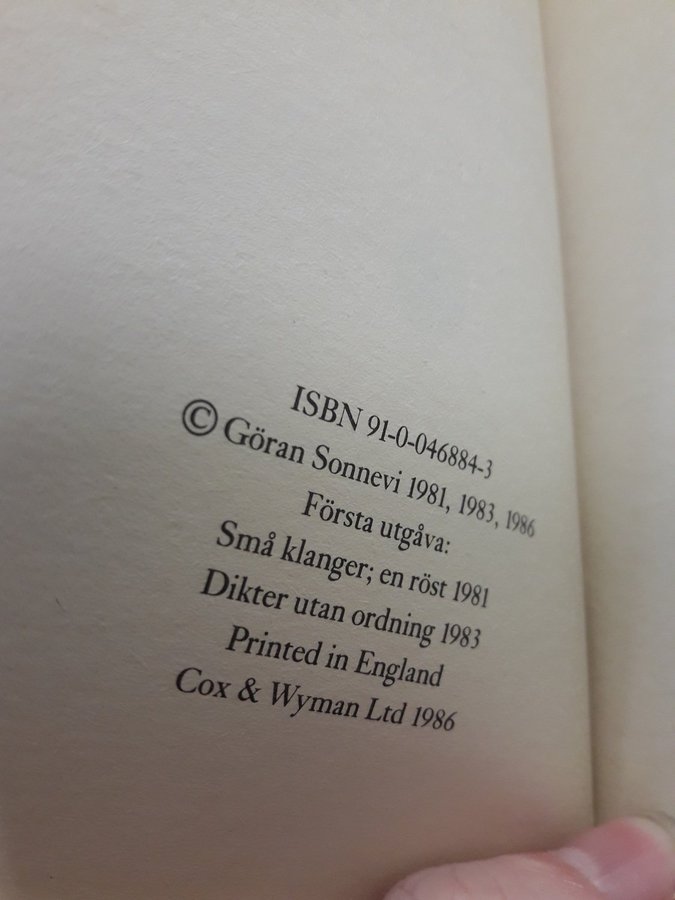 ISBN 91-0-046884-3
© Göran Sonnevi 1981, 1983, 1986
Första utgåva:
Små klanger; en röst 1981
Dikter utan ordning 1983
Printed in England
Cox & Wyman Ltd 1986